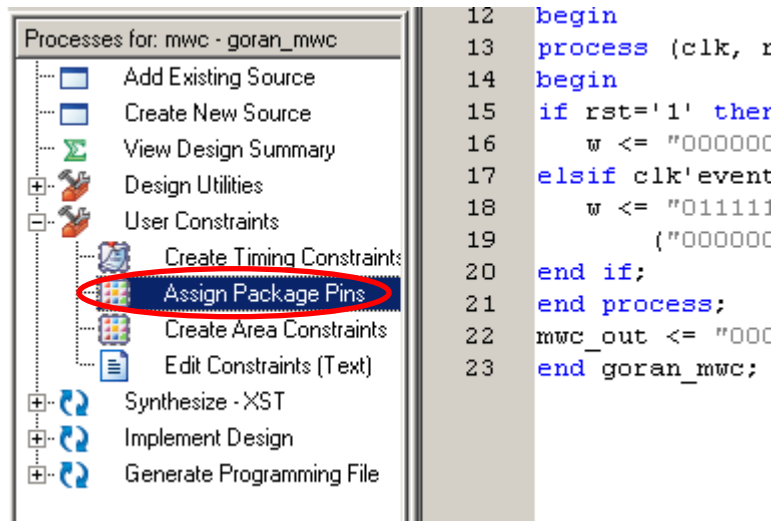 Processes for: mwc - goran_mwc
Add Existing Source
Create New Source
View Design Summary
Design Utilities
User Constraints
Create Timing Constraints
Assign Package Pins
Create Area Constraints
Edit Constraints (Text)
Synthesize - XST
Implement Design
Generate Programming File
12 begin
13 process (clk, r
14 begin
15 if rst='1' then
16 w <= "000000
17 elsif clk'event
18 w <= "011111
19 ("000000
20 end if;
21 end process;
22 mwc_out <= "000
23 end goran_mwc;